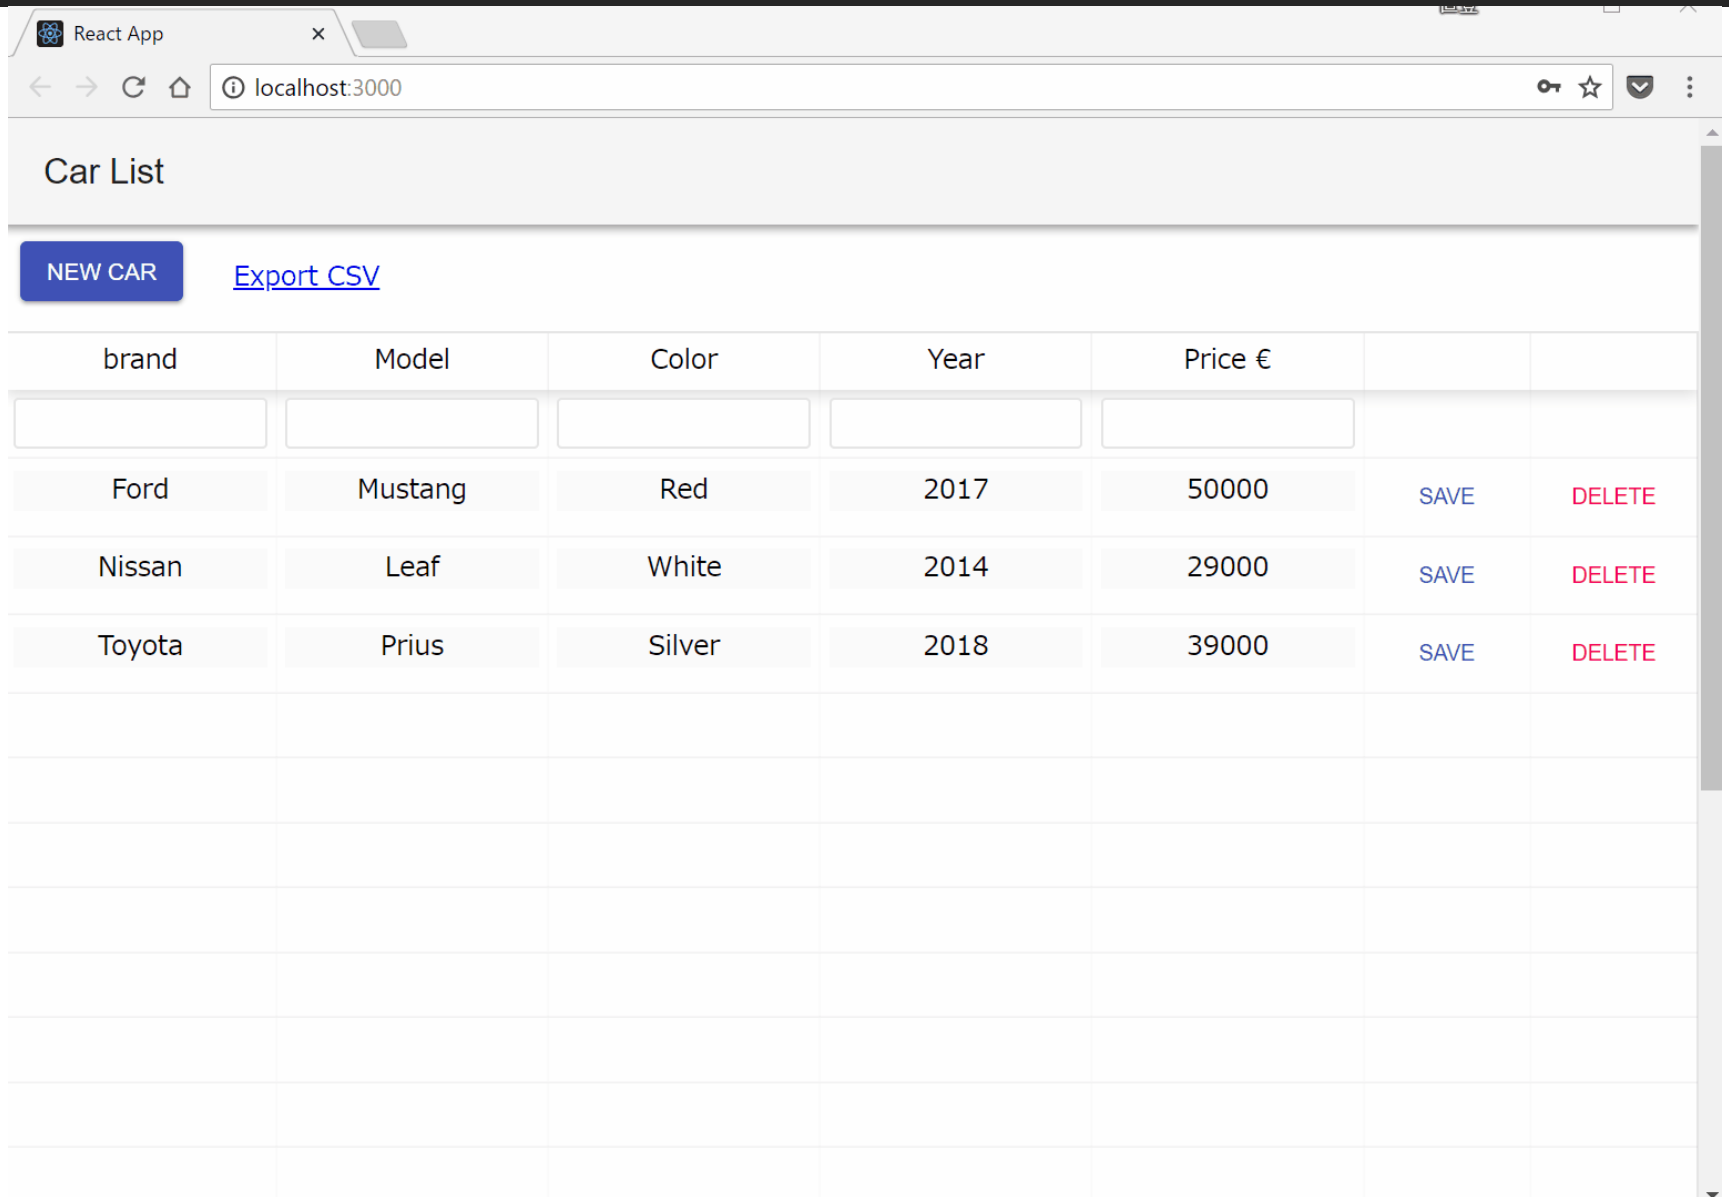 React App
localhost:3000
Car List
NEW CAR Export CSV
brand Model Color Year Price €
Ford Mustang Red 2017 50000 SAVE DELETE
Nissan Leaf White 2014 29000 SAVE DELETE
Toyota Prius Silver 2018 39000 SAVE DELETE